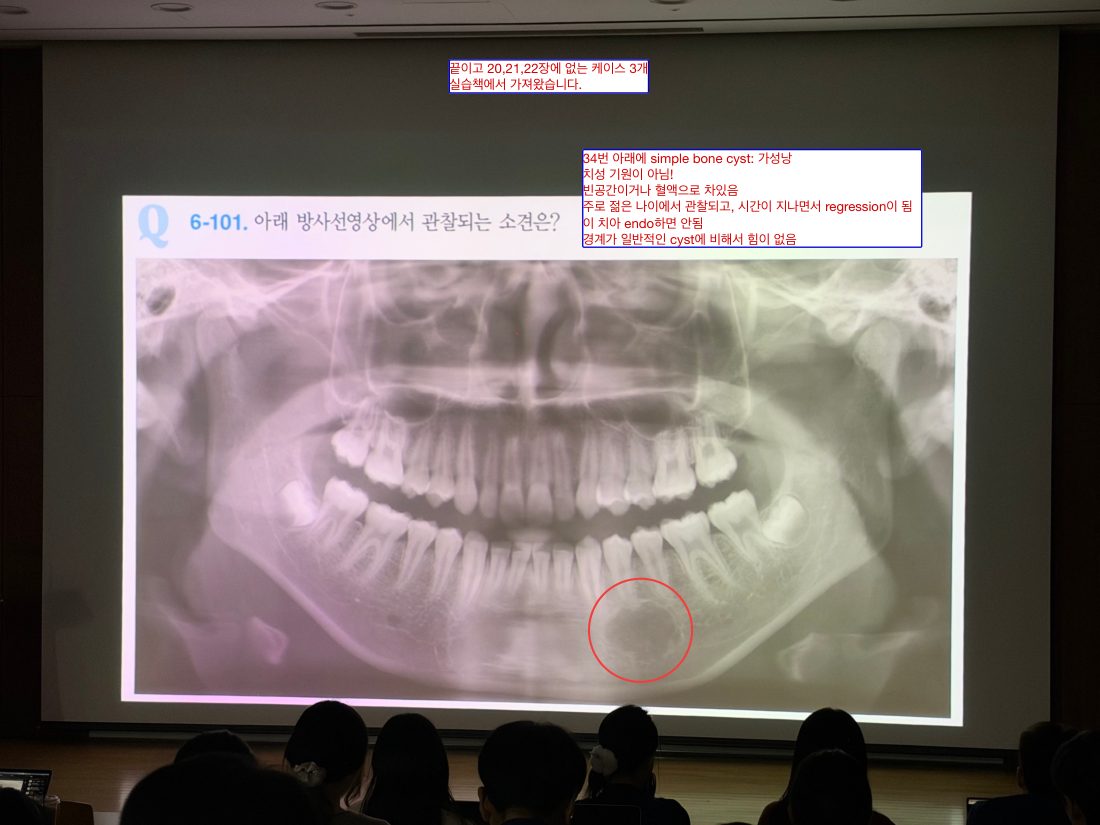 끝이고 20,21,22장에 없는 케이스 3개
실습책에서 가져왔습니다.
34번 아래에 simple bone cyst: 가성낭
치성 기원이 아님!
빈공간이거나 혈액으로 차있음
주로 젊은 나이에서 관찰되고, 시간이 지나면서 regression이 됨
이 치아 endo하면 안됨
경계가 일반적인 cyst에 비해서 힘이 없음
Q 6-101. 아래 방사선영상에서 관찰되는 소견은?